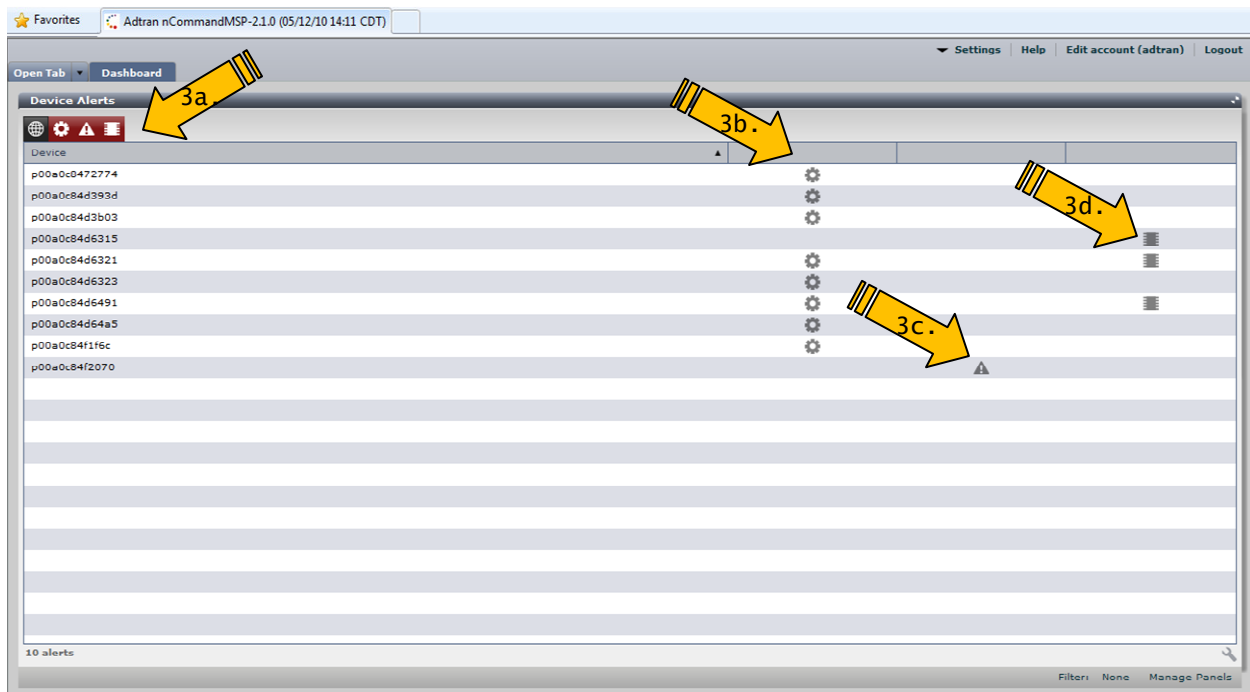 Favorites
Adtran nCommandMSP-2.1.0 (05/12/10 14:11 CDT)
Settings Help Edit account (adtran) Logout
Open Tab Dashboard
Device Alerts
3a.
3b.
Device
p00a0c8472774
p00a0c84d393d
p00a0c84d3b03
3d.
p00a0c84d6315
p00a0c84d6321
p00a0c84d6323
p00a0c84d6491
3c.
p00a0c84d64a5
p00a0c84f1f6c
p00a0c84f2070
10 alerts
Filter: None Manage Panels